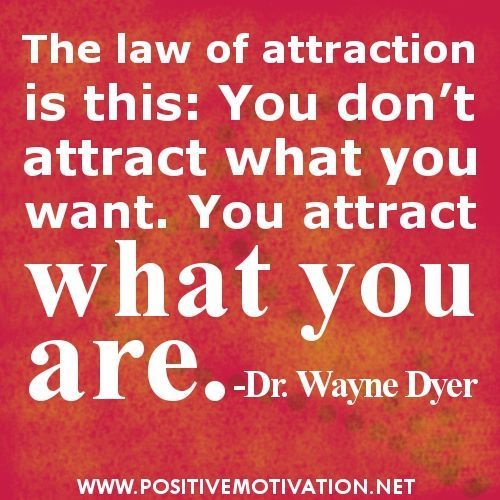 The law of attraction
is this: You don’t
attract what you
want. You attract
what you
are. -Dr. Wayne Dyer
WWW.POSITIVEMOTIVATION.NET